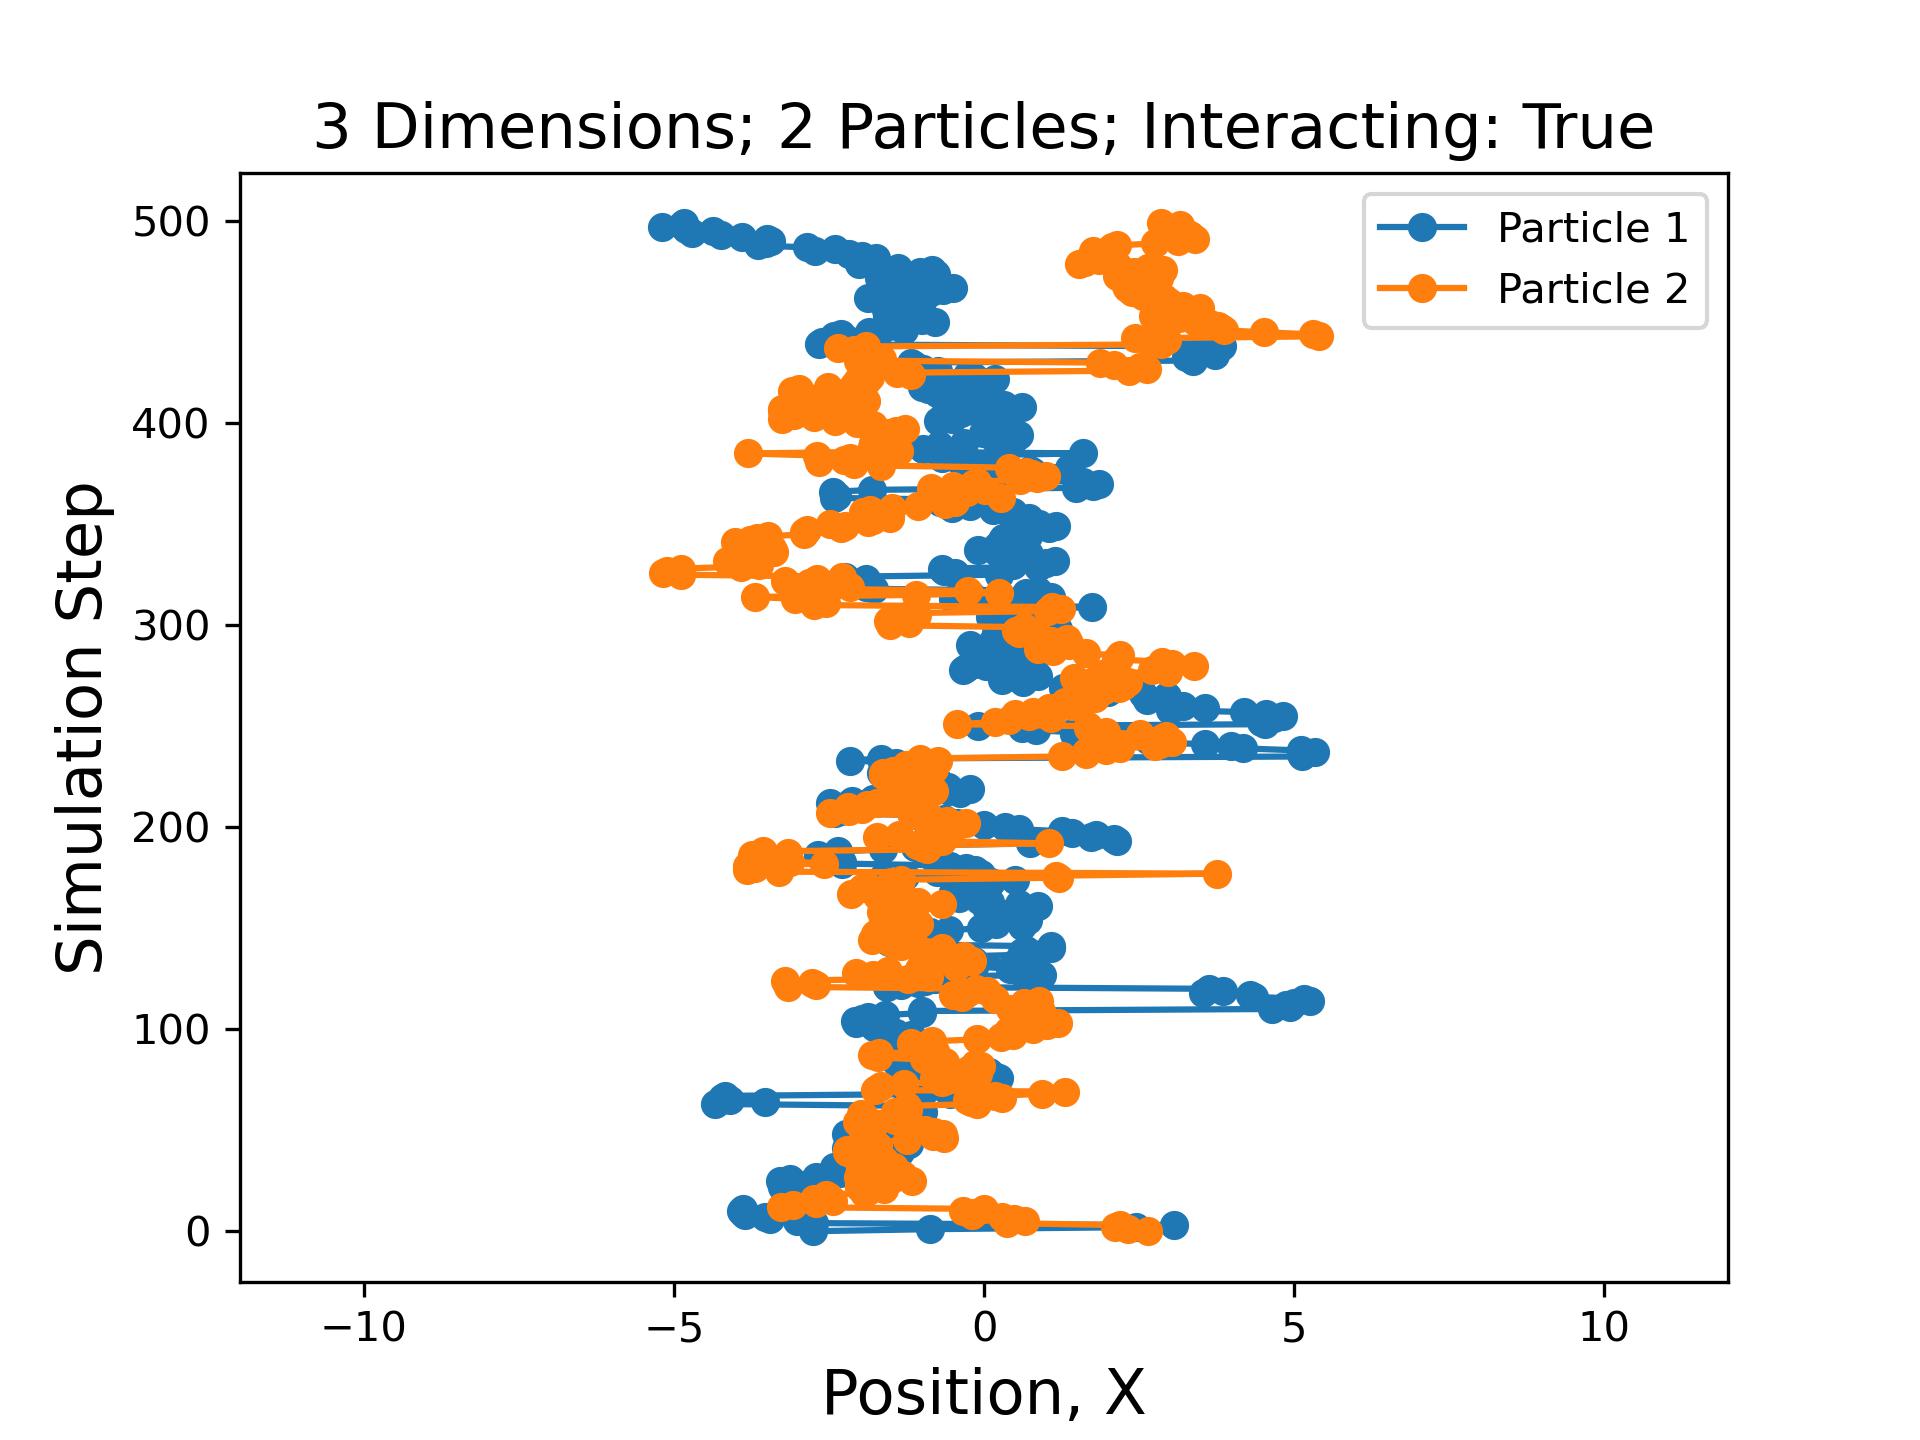 3 Dimensions; 2 Particles; Interacting: True
Particle 1
Particle 2
Simulation Step
500
400
300
200
100
0
−10
−5
0
5
10
Position, X